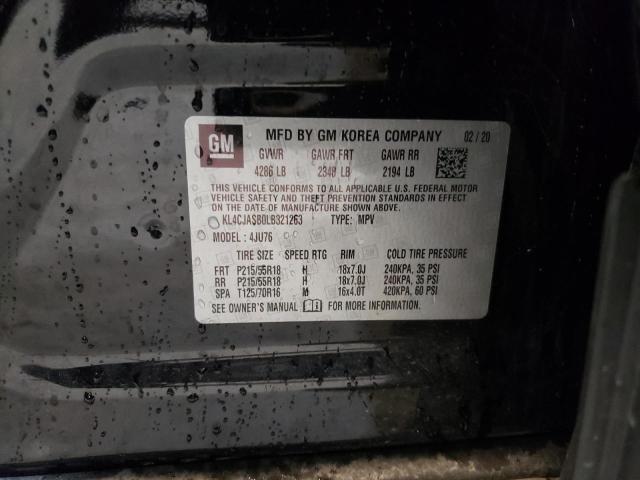 GM MFD BY GM KOREA COMPANY 02/20
GVWR GAWR FRT GAWR RR
4286 LB 2348 LB 2194 LB
THIS VEHICLE CONFORMS TO ALL APPLICABLE U.S. FEDERAL MOTOR
VEHICLE SAFETY AND THEFT PREVENTION STANDARDS IN EFFECT
ON THE DATE OF MANUFACTURE SHOWN ABOVE.
KL4CJASB0LB321263 TYPE: MPV
MODEL: 4JU76
TIRE SIZE SPEED RTG RIM COLD TIRE PRESSURE
FRT P215/55R18 H 18x7.0J 240KPA, 35 PSI
RR P215/55R18 H 18x7.0J 240KPA, 35 PSI
SPA T125/70R16 M 16x4.0T 420KPA, 60 PSI
SEE OWNER'S MANUAL FOR MORE INFORMATION.